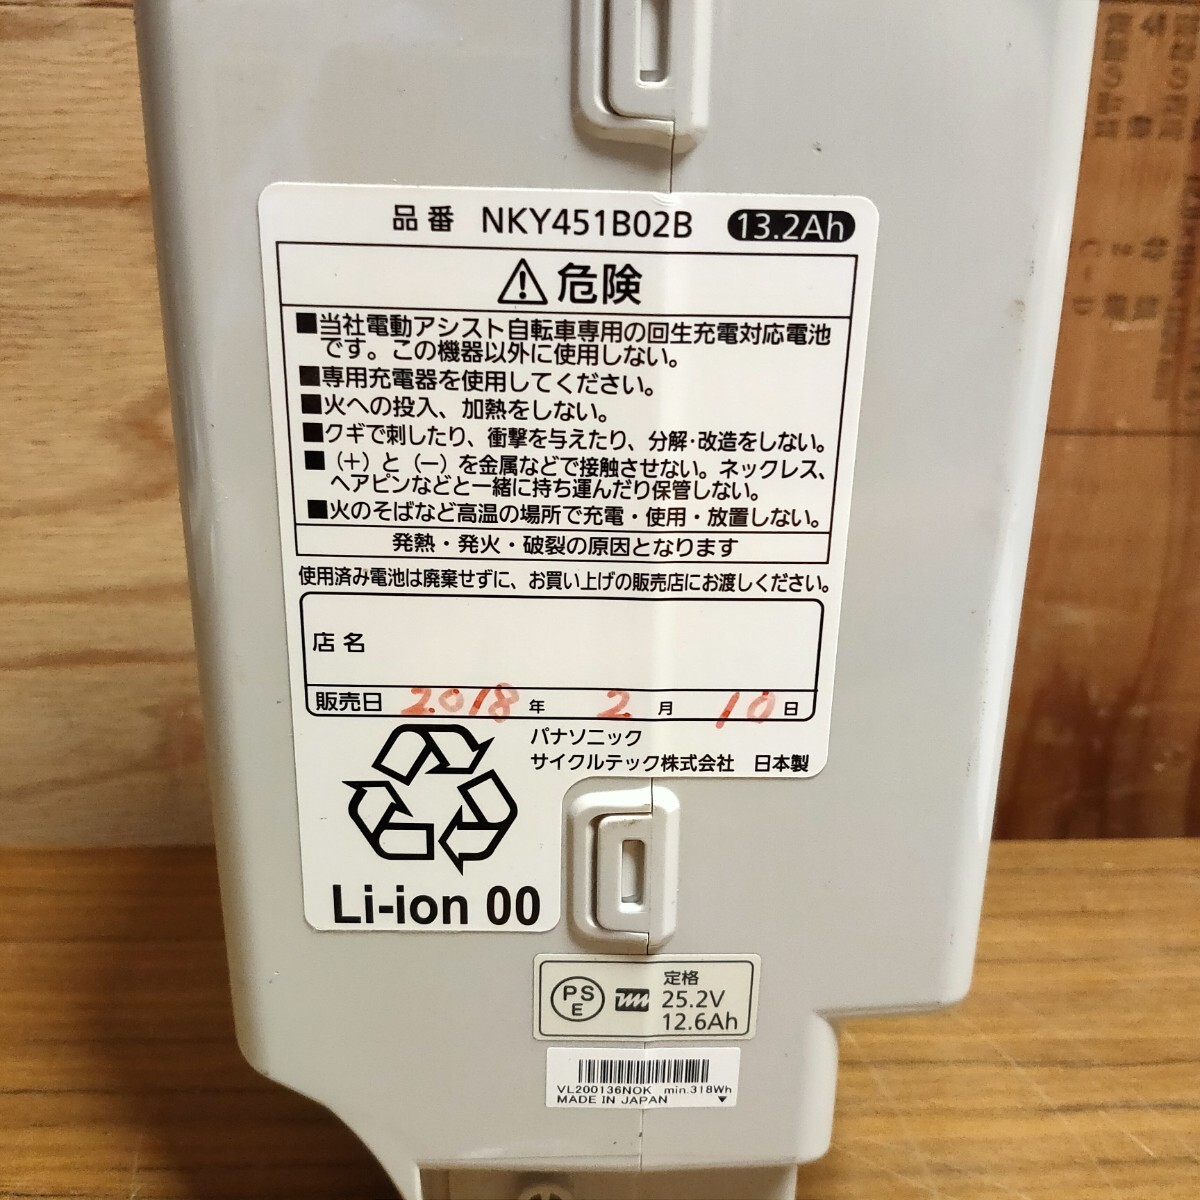 品番 NKY451B02B 13.2Ah
危険
■当社電動アシスト自転車専用の回生充電対応電池
です。この機器以外に使用しない。
■専用充電器を使用してください。
■火への投入、加熱をしない。
■クギで刺したり、衝撃を与えたり、分解・改造をしない。
■(+)と(−)を金属などで接触させない。ネックレス、
ヘアピンなどと一緒に持ち運んだり保管しない。
■火のそばなど高温の場所で充電・使用・放置しない。
発熱・発火・破裂の原因となります
使用済み電池は廃棄せずに、お買い上げの販売店にお渡しください。
店名
販売日 2018 年 2 月 10 日
パナソニック
サイクルテック株式会社 日本製
Li-ion 00
PS
E
定格
25.2V
12.6Ah
VL200136NOK min.318Wh
MADE IN JAPAN